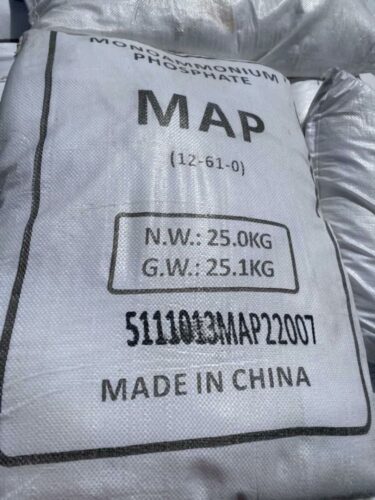 MONOAMMONIUM
PHOSPHATE
MAP
(12-61-0)
N.W.: 25.0KG
G.W.: 25.1KG
5111013MAP22007
MADE IN CHINA